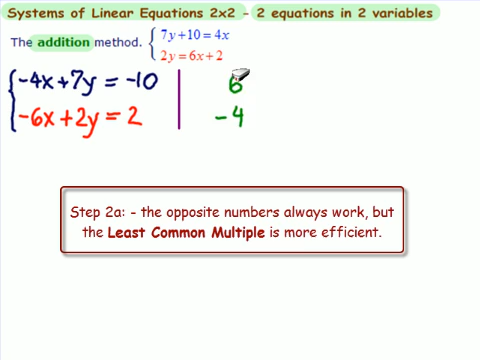 Systems of Linear Equations 2x2 - 2 equations in 2 variables
The addition method. { 7y+10 = 4x
2y = 6x+2
{ -4x+7y = -10 | 6
-6x+2y = 2 | -4
Step 2a: - the opposite numbers always work, but
the Least Common Multiple is more efficient.